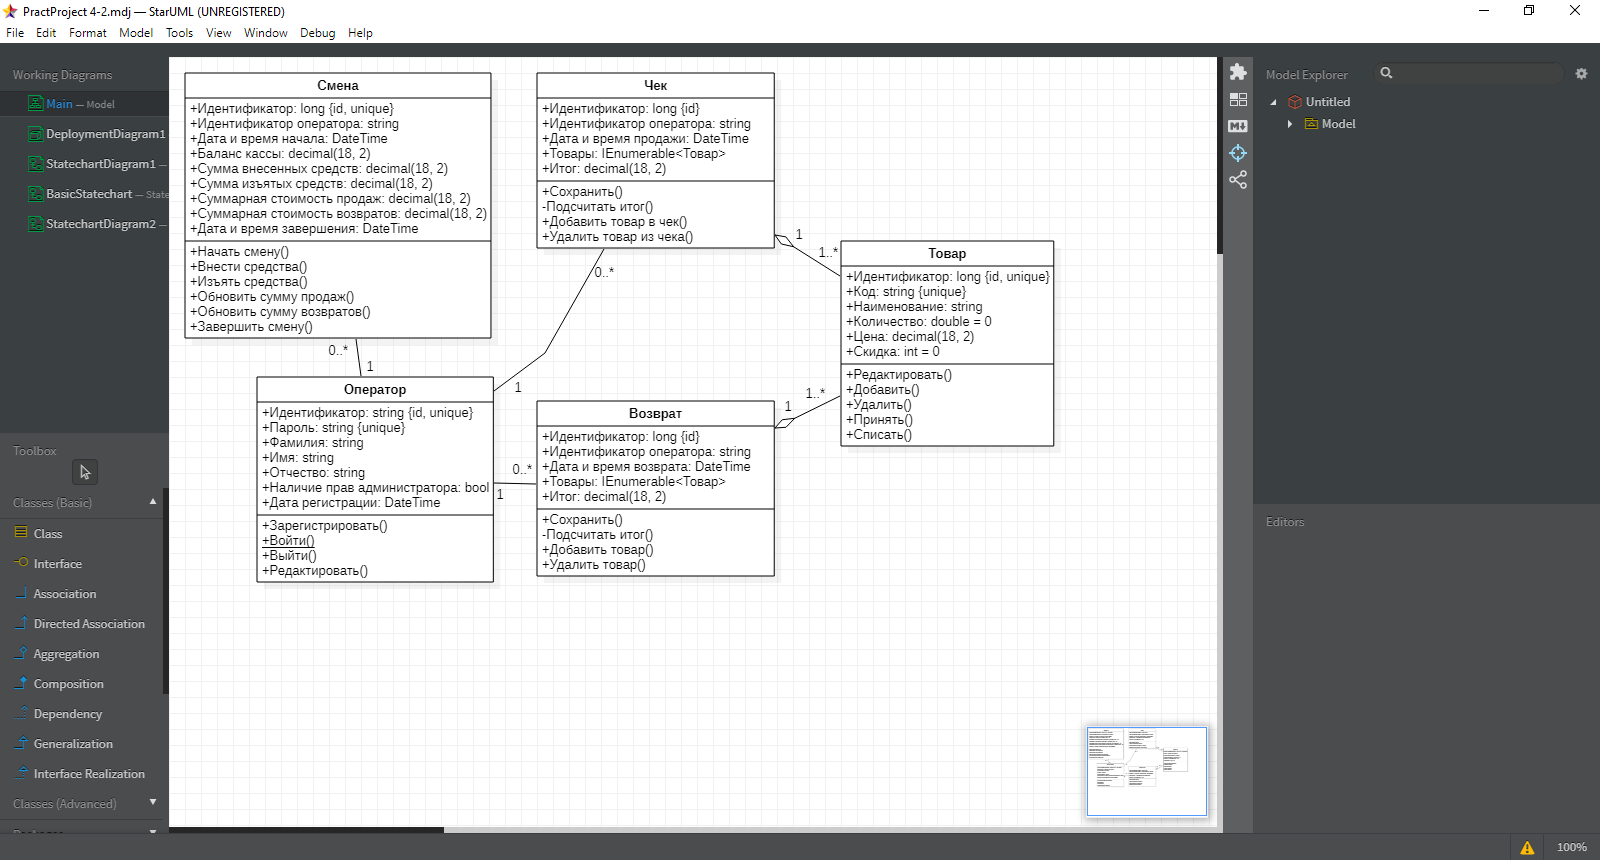 PractProject 4-2.mdj — StarUML (UNREGISTERED)
File Edit Format Model Tools View Window Debug Help
Working Diagrams
Main — Model
DeploymentDiagram1
StatechartDiagram1 —
BasicStatechart — State
StatechartDiagram2 —
Toolbox
Classes (Basic)
Class
Interface
Association
Directed Association
Aggregation
Composition
Dependency
Generalization
Interface Realization
Classes (Advanced)
Смена
+Идентификатор: long {id, unique}
+Идентификатор оператора: string
+Дата и время начала: DateTime
+Баланс кассы: decimal(18, 2)
+Сумма внесенных средств: decimal(18, 2)
+Сумма изъятых средств: decimal(18, 2)
+Суммарная стоимость продаж: decimal(18, 2)
+Суммарная стоимость возвратов: decimal(18, 2)
+Дата и время завершения: DateTime
+Начать смену()
+Внести средства()
+Изъять средства()
+Обновить сумму продаж()
+Обновить сумму возвратов()
+Завершить смену()
0..*
1
Чек
+Идентификатор: long {id}
+Идентификатор оператора: string
+Дата и время продажи: DateTime
+Товары: IEnumerable<Товар>
+Итог: decimal(18, 2)
+Сохранить()
-Подсчитать итог()
+Добавить товар в чек()
+Удалить товар из чека()
0..*
1
1
1..*
Товар
+Идентификатор: long {id, unique}
+Код: string {unique}
+Наименование: string
+Количество: double = 0
+Цена: decimal(18, 2)
+Скидка: int = 0
+Редактировать()
+Добавить()
+Удалить()
+Принять()
+Списать()
Оператор
+Идентификатор: string {id, unique}
+Пароль: string {unique}
+Фамилия: string
+Имя: string
+Отчество: string
+Наличие прав администратора: bool
+Дата регистрации: DateTime
+Зарегистрировать()
+Войти()
+Выйти()
+Редактировать()
0..*
1
Возврат
+Идентификатор: long {id}
+Идентификатор оператора: string
+Дата и время возврата: DateTime
+Товары: IEnumerable<Товар>
+Итог: decimal(18, 2)
+Сохранить()
-Подсчитать итог()
+Добавить товар()
+Удалить товар()
1
1..*
Model Explorer
Untitled
Model
Editors
100%